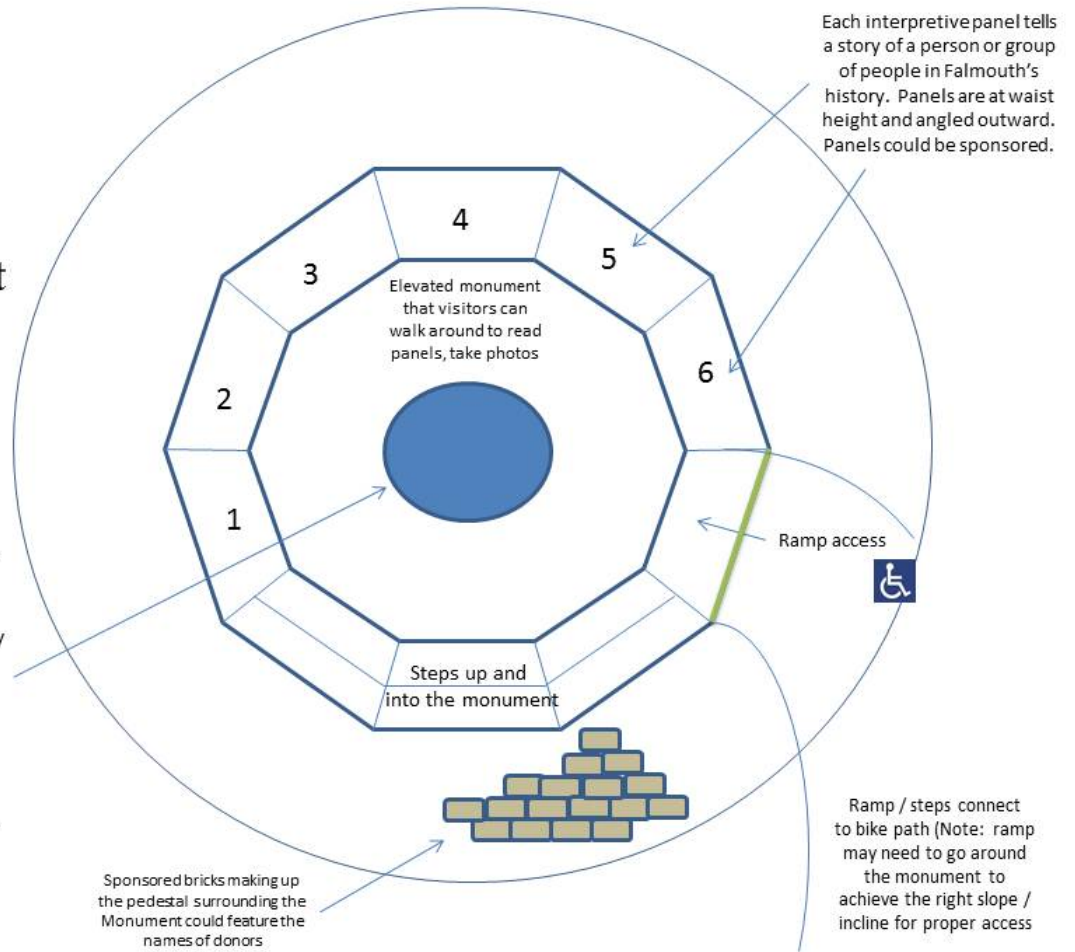 Each interpretive panel tells
a story of a person or group
of people in Falmouth's
history. Panels are at waist
height and angled outward.
Panels could be sponsored.
4
5
3
6
2
1
Elevated monument
that visitors can
walk around to read
panels, take photos
Ramp access
Steps up and
into the monument
Ramp / steps connect
to bike path (Note: ramp
may need to go around
the monument to
achieve the right slope /
incline for proper access
Sponsored bricks making up
the pedestal surrounding the
Monument could feature the
names of donors